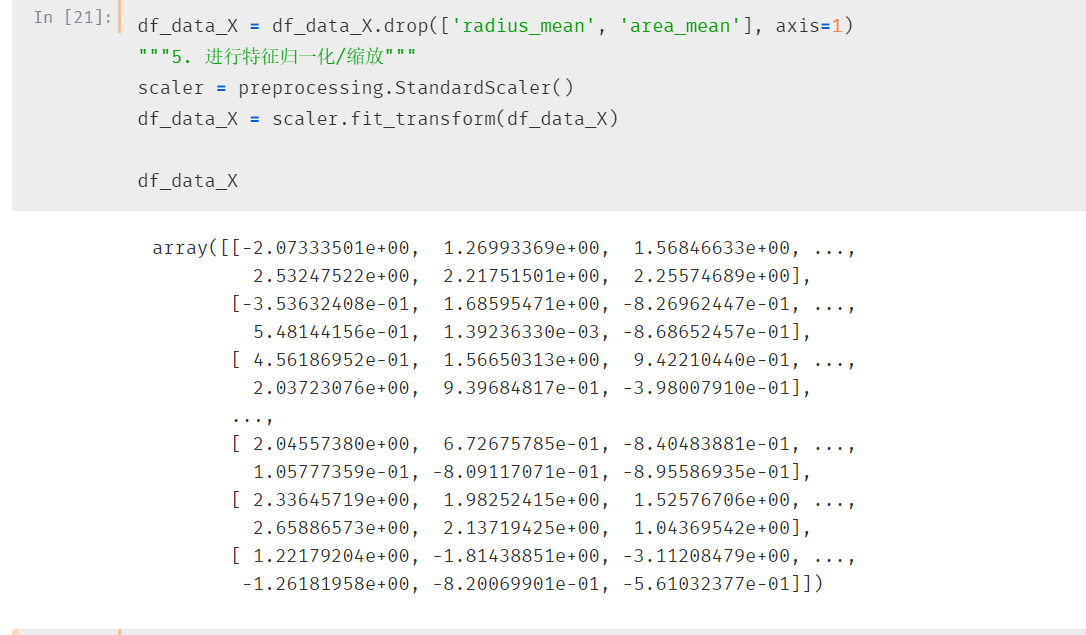 In [21]:
df_data_X = df_data_X.drop(['radius_mean', 'area_mean'], axis=1)
"""5. 进行特征归一化/缩放"""
scaler = preprocessing.StandardScaler()
df_data_X = scaler.fit_transform(df_data_X)
df_data_X
array([[-2.07333501e+00,  1.26993369e+00,  1.56846633e+00, ...,
2.53247522e+00,  2.21751501e+00,  2.25574689e+00],
[-3.53632408e-01,  1.68595471e+00, -8.26962447e-01, ...,
5.48144156e-01,  1.39236330e-03, -8.68652457e-01],
[ 4.56186952e-01,  1.56650313e+00,  9.42210440e-01, ...,
2.03723076e+00,  9.39684817e-01, -3.98007910e-01],
...,
[ 2.04557380e+00,  6.72675785e-01, -8.40483881e-01, ...,
1.05777359e-01, -8.09117071e-01, -8.95586935e-01],
[ 2.33645719e+00,  1.98252415e+00,  1.52576706e+00, ...,
2.65886573e+00,  2.13719425e+00,  1.04369542e+00],
[ 1.22179204e+00, -1.81438851e+00, -3.11208479e+00, ...,
-1.26181958e+00, -8.20069901e-01, -5.61032377e-01]])